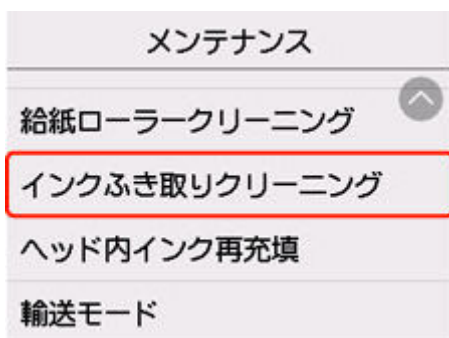 メンテナンス
給紙ローラークリーニング
インクふき取りクリーニング
ヘッド内インク再充填
輸送モード